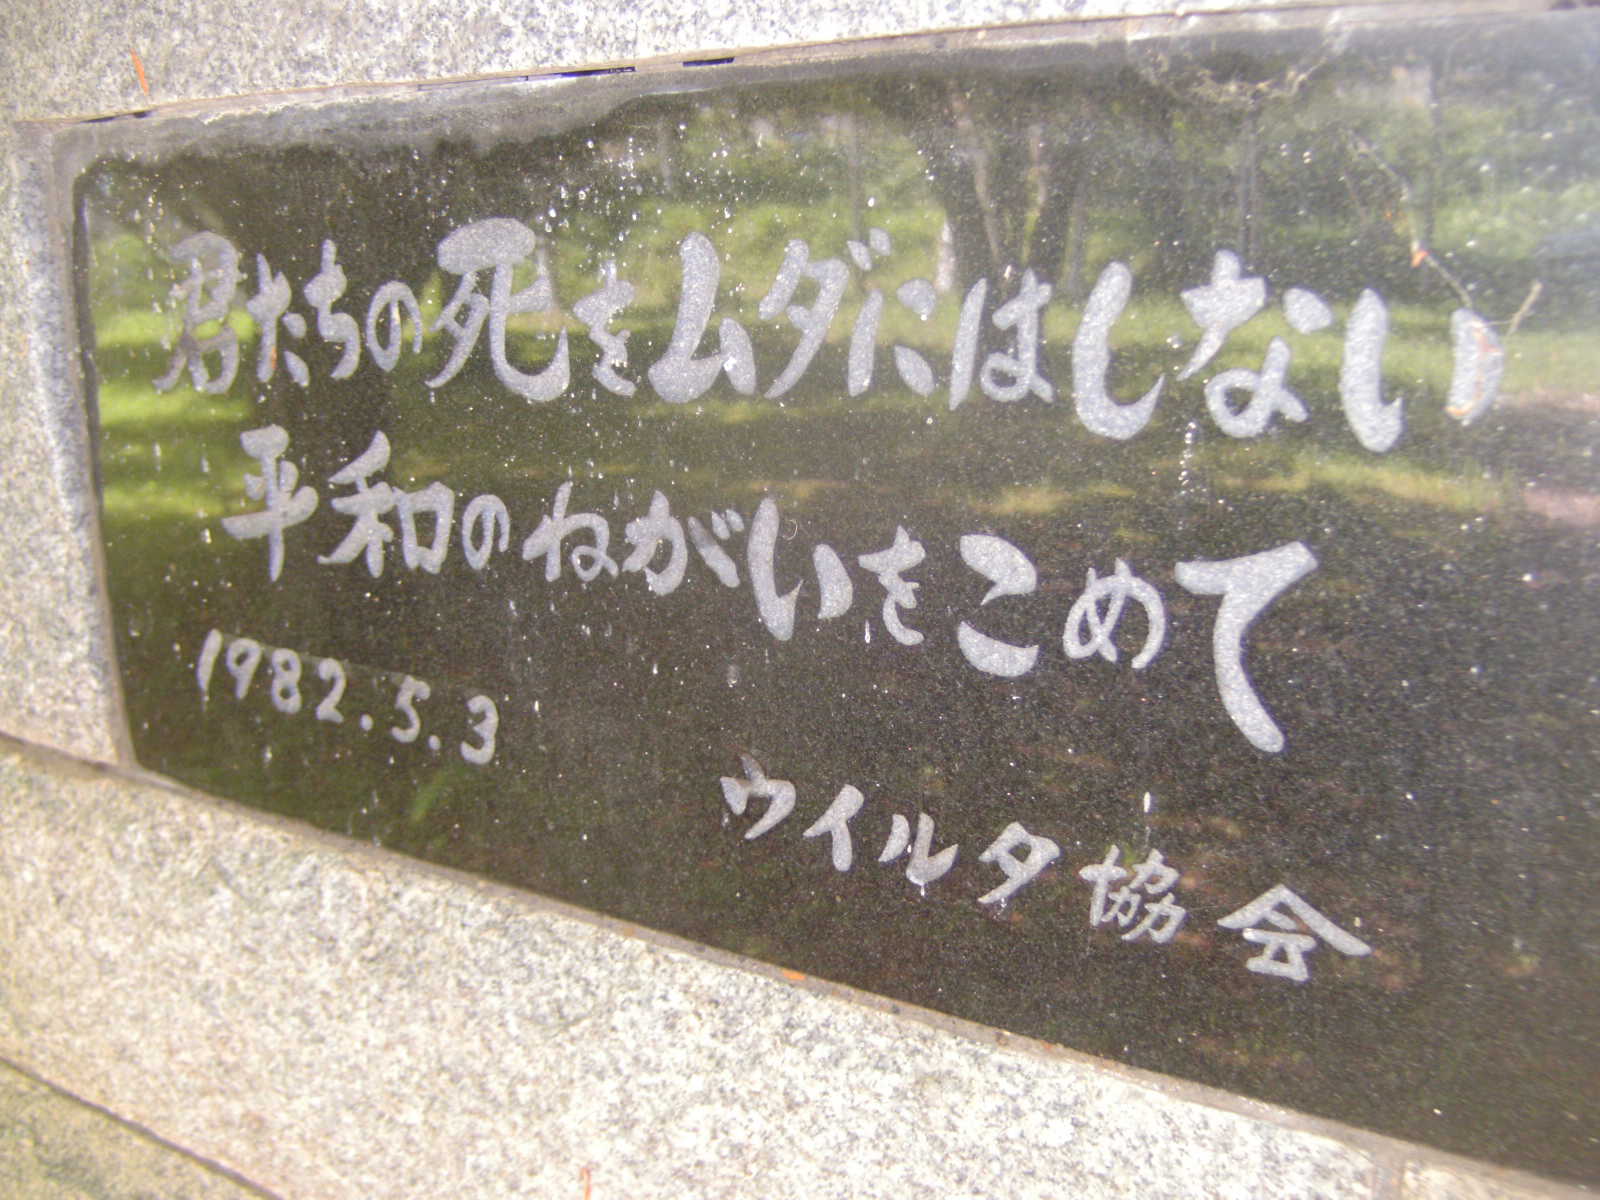 君たちの死をムダにはしない
平和のねがいをこめて
1982.5.3
ウイルタ協会